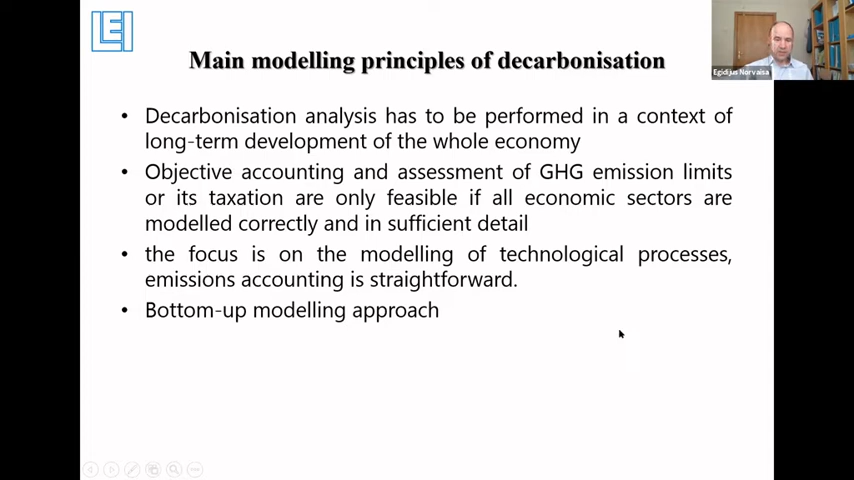 LEI
Main modelling principles of decarbonisation
Egidijus Norvaisa
• Decarbonisation analysis has to be performed in a context of
long-term development of the whole economy
• Objective accounting and assessment of GHG emission limits
or its taxation are only feasible if all economic sectors are
modelled correctly and in sufficient detail
• the focus is on the modelling of technological processes,
emissions accounting is straightforward.
• Bottom-up modelling approach